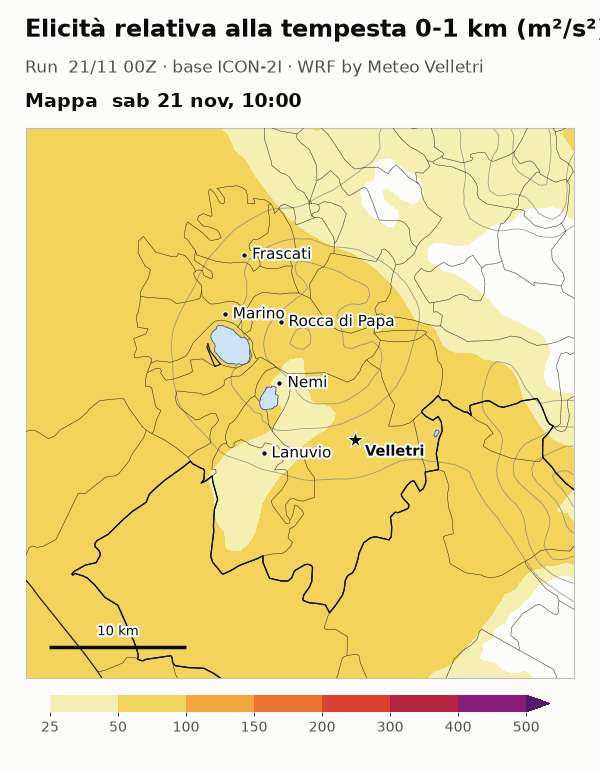 Elicità relativa alla tempesta 0-1 km (m²/s²)
Run 21/11 00Z · base ICON-2I · WRF by Meteo Velletri
Mappa sab 21 nov, 10:00
Frascati
Marino
Rocca di Papa
Nemi
Velletri
Lanuvio
10 km
25 50 100 150 200 300 400 500